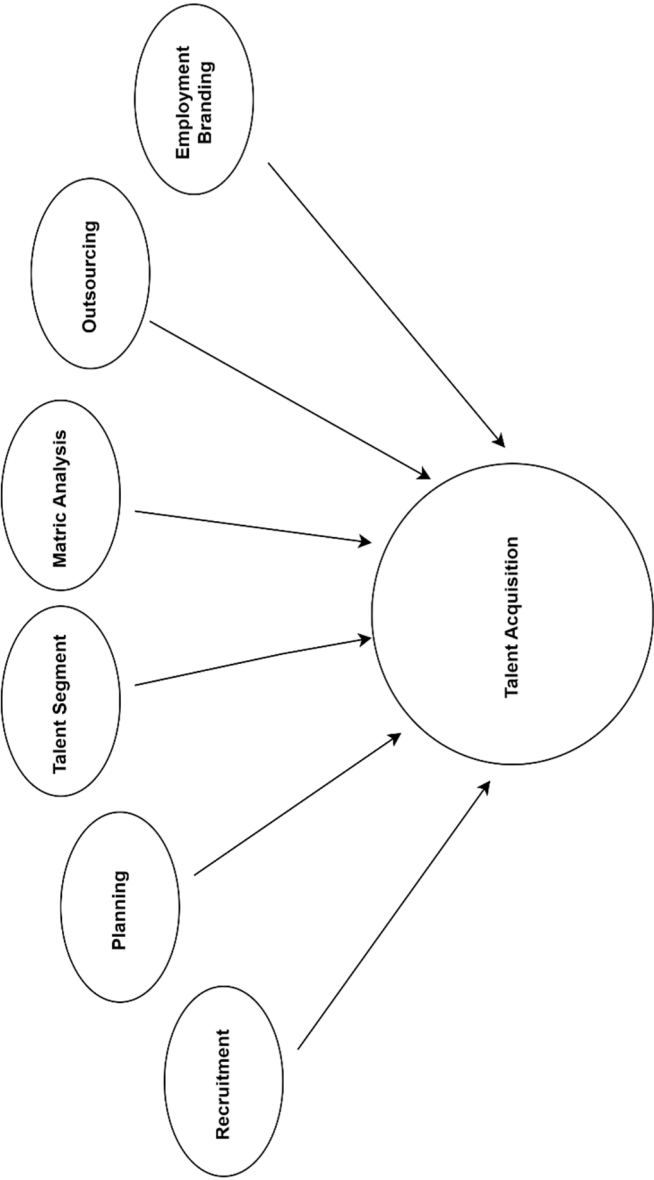 Recruitment
Planning
Talent Segment
Matric Analysis
Outsourcing
Employment
Branding
Talent Acquisition